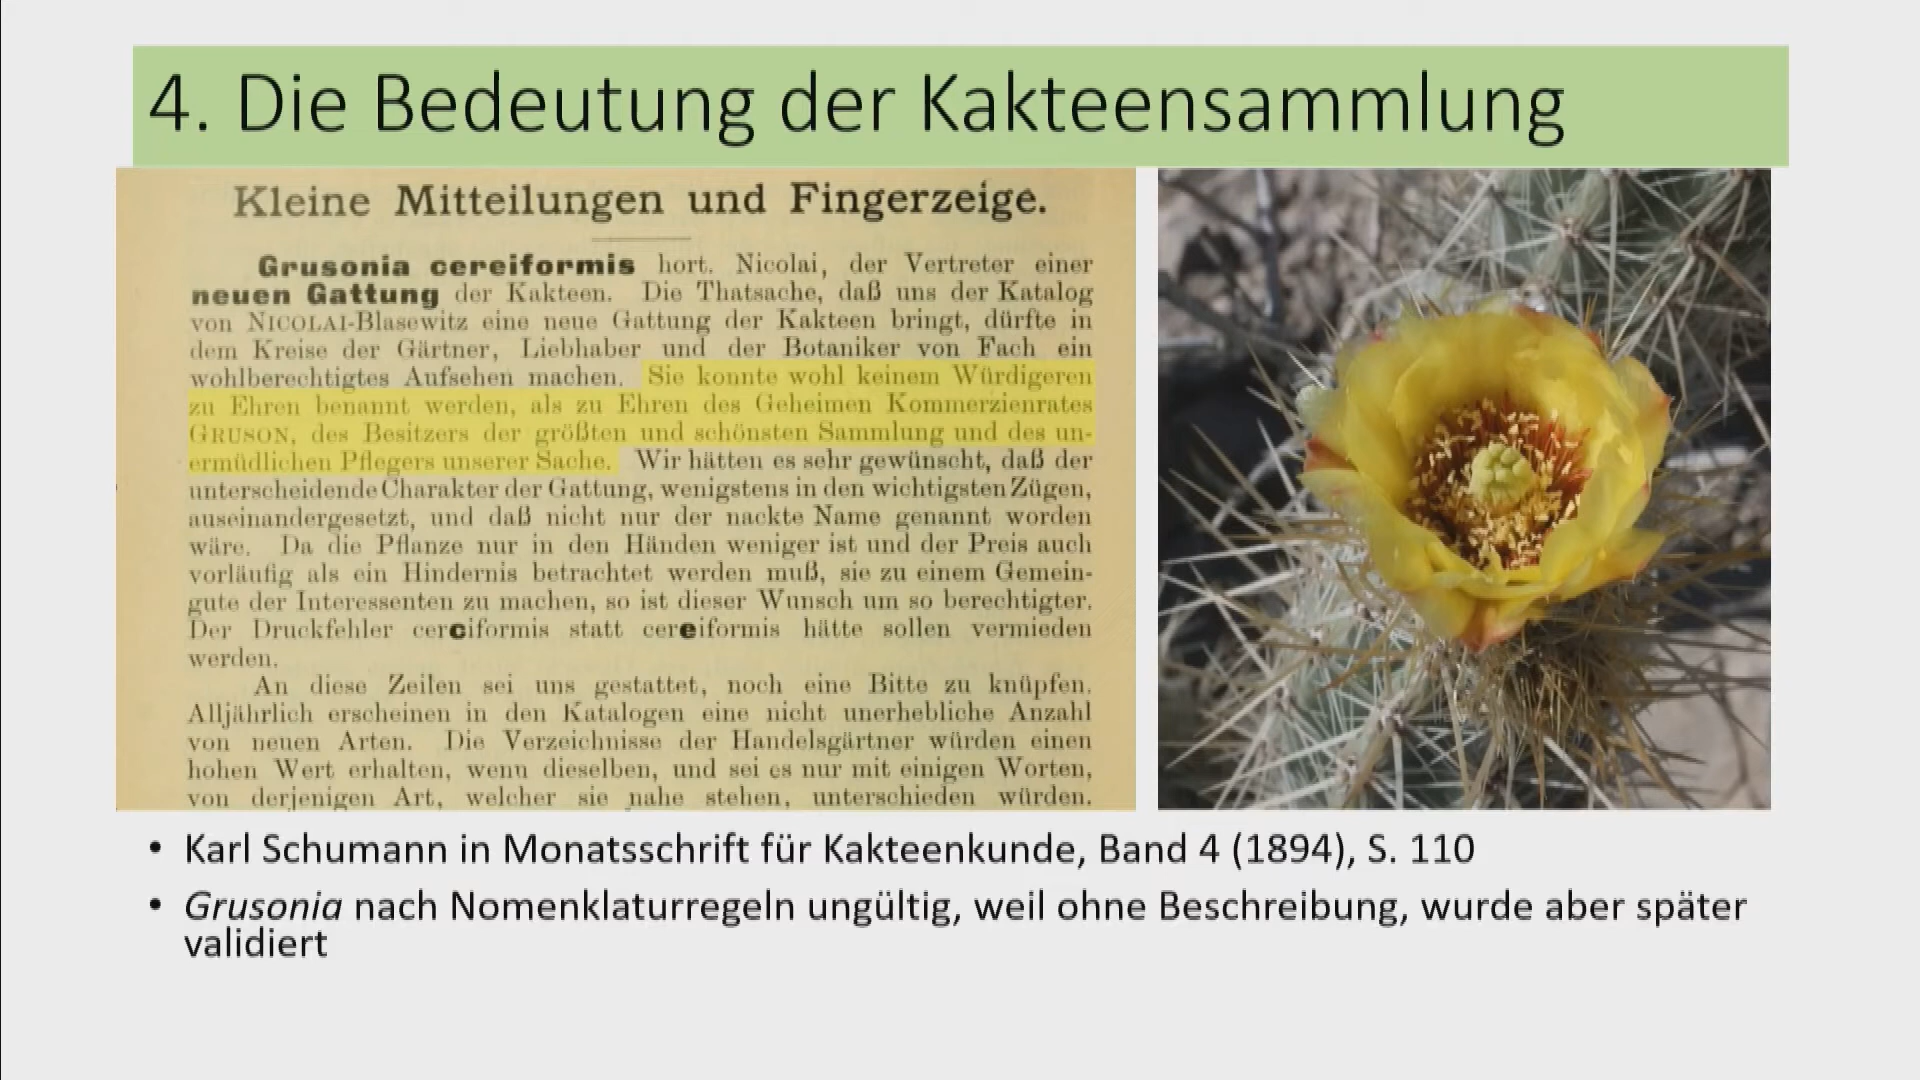 4. Die Bedeutung der Kakteensammlung
Kleine Mitteilungen und Fingerzeige.
Grusonia cereiformis hort. Nicolai, der Vertreter einer
neuen Gattung der Kakteen. Die Thatsache, daß uns der Katalog
von NICOLAI-Blasewitz eine neue Gattung der Kakteen bringt, dürfte in
dem Kreise der Gärtner, Liebhaber und der Botaniker von Fach ein
wohlberechtigtes Aufsehen machen. Sie konnte wohl keinem Würdigeren
zu Ehren benannt werden, als zu Ehren des Geheimen Kommerzienrates
GRUSON, des Besitzers der größten und schönsten Sammlung und des un-
ermüdlichen Pflegers unserer Sache. Wir hätten es sehr gewünscht, daß der
unterscheidende Charakter der Gattung, wenigstens in den wichtigsten Zügen,
auseinandergesetzt, und daß nicht nur der nackte Name genannt worden
wäre. Da die Pflanze nur in den Händen weniger ist und der Preis auch
vorläufig als ein Hindernis betrachtet werden muß, sie zu einem Gemein-
gute der Interessenten zu machen, so ist dieser Wunsch um so berechtigter.
Der Druckfehler cerciformis statt cereiformis hätte sollen vermieden
werden.
An diese Zeilen sei uns gestattet, noch eine Bitte zu knüpfen.
Alljährlich erscheinen in den Katalogen eine nicht unerhebliche Anzahl
von neuen Arten. Die Verzeichnisse der Handelsgärtner würden einen
hohen Wert erhalten, wenn dieselben, und sei es nur mit einigen Worten,
von derjenigen Art, welcher sie nahe stehen, unterschieden würden.
• Karl Schumann in Monatsschrift für Kakteenkunde, Band 4 (1894), S. 110
• Grusonia nach Nomenklaturregeln ungültig, weil ohne Beschreibung, wurde aber später
validiert